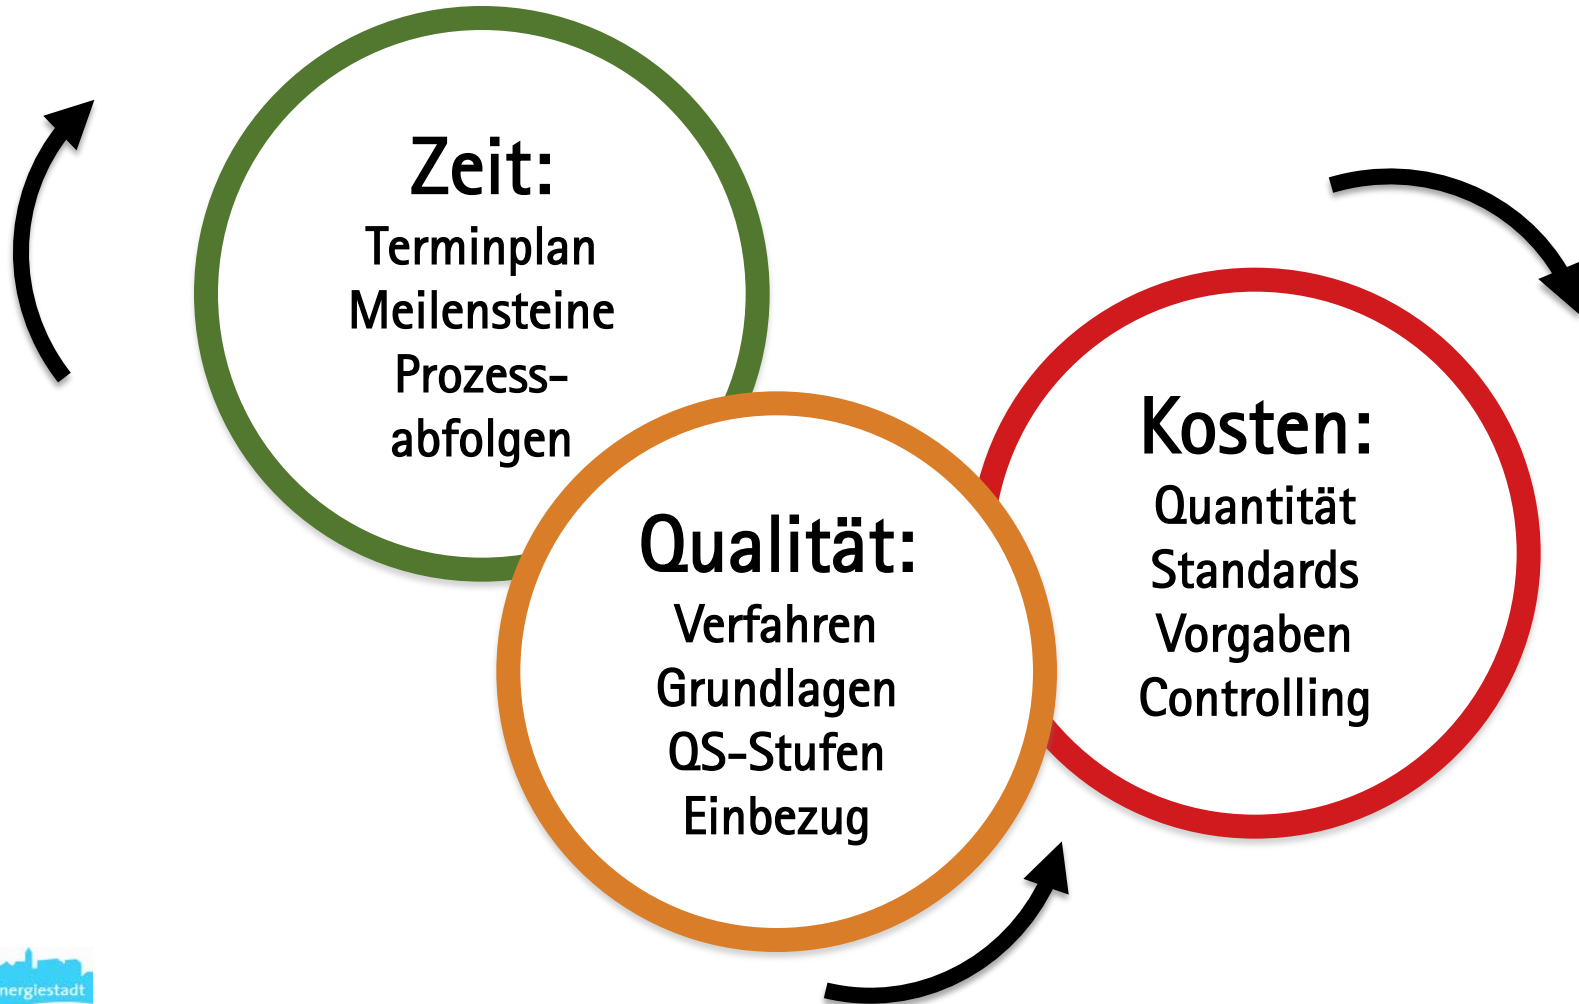 Zeit:
Terminplan
Meilensteine
Prozess-
abfolgen
Qualität:
Verfahren
Grundlagen
QS-Stufen
Einbezug
Kosten:
Quantität
Standards
Vorgaben
Controlling
nergiestadt